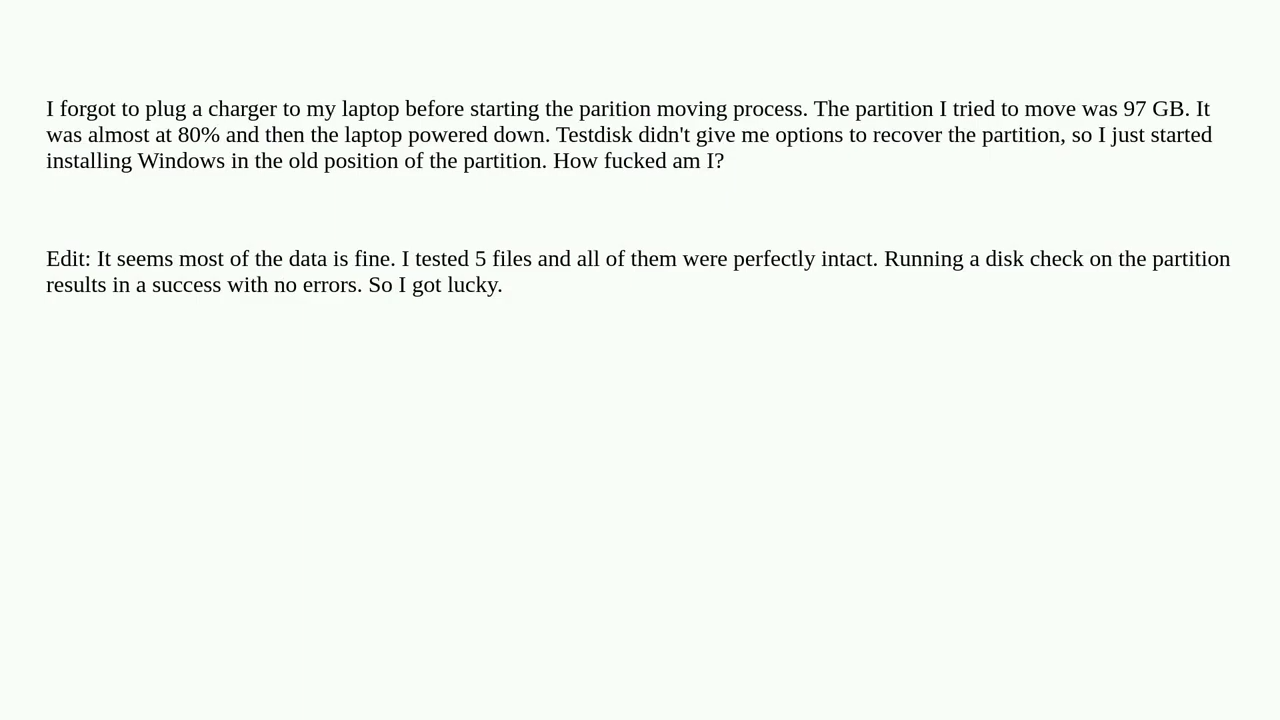 I forgot to plug a charger to my laptop before starting the parition moving process. The partition I tried to move was 97 GB. It
was almost at 80% and then the laptop powered down. Testdisk didn't give me options to recover the partition, so I just started
installing Windows in the old position of the partition. How fucked am I?
Edit: It seems most of the data is fine. I tested 5 files and all of them were perfectly intact. Running a disk check on the partition
results in a success with no errors. So I got lucky.